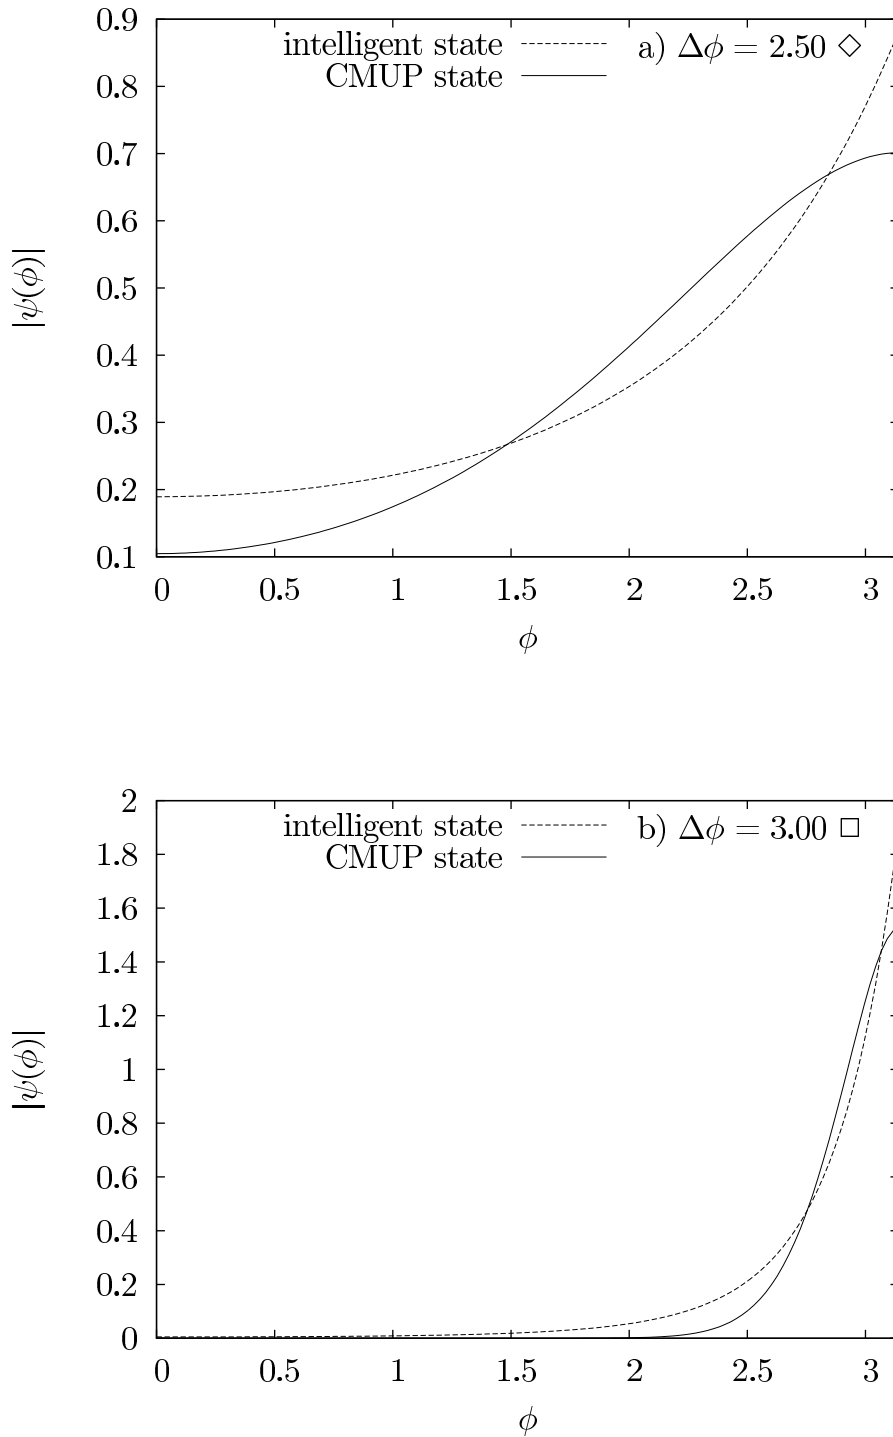 0.9
intelligent state
a) Δϕ = 2.50 ◇
CMUP state
0.8
0.7
0.6
|ψ(ϕ)|
0.5
0.4
0.3
0.2
0.1
0 0.5 1 1.5 2 2.5 3
ϕ
2
intelligent state
b) Δϕ = 3.00 □
CMUP state
1.8
1.6
1.4
1.2
|ψ(ϕ)|
1
0.8
0.6
0.4
0.2
0
0 0.5 1 1.5 2 2.5 3
ϕ